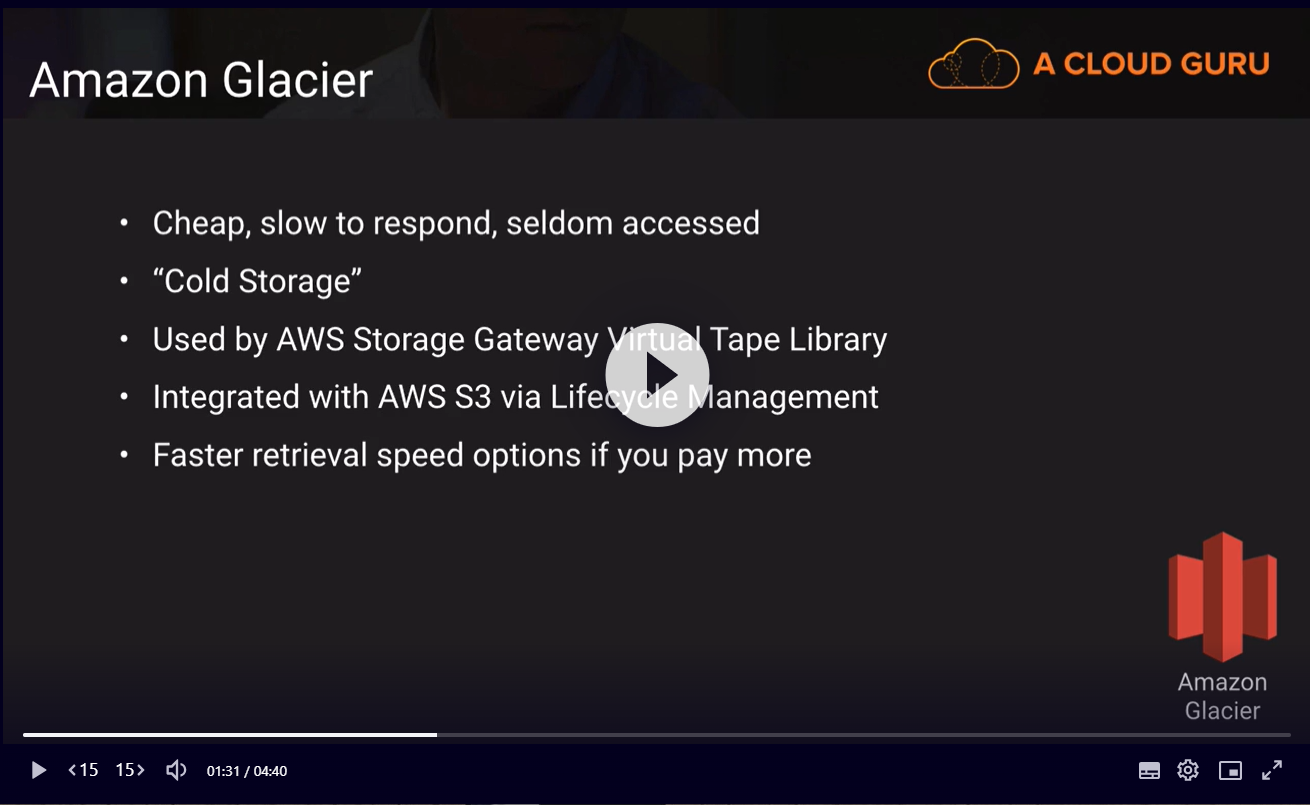 Amazon Glacier
A CLOUD GURU
• Cheap, slow to respond, seldom accessed
• “Cold Storage”
• Used by AWS Storage Gateway Virtual Tape Library
• Integrated with AWS S3 via Lifecycle Management
• Faster retrieval speed options if you pay more
Amazon
Glacier
<15 15> 01:31 / 04:40